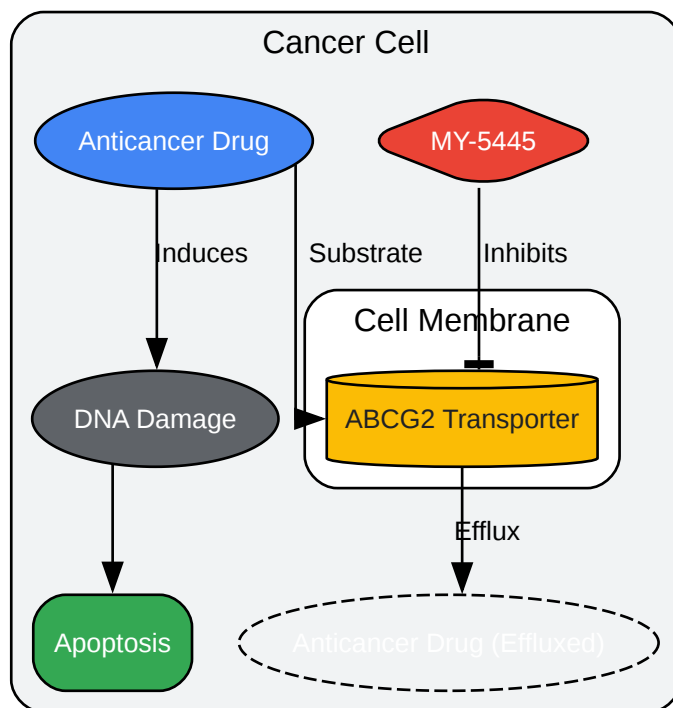 Cancer Cell
Anticancer Drug
MY-5445
Induces
Substrate
Inhibits
Cell Membrane
DNA Damage
ABCG2 Transporter
Efflux
Apoptosis
Anticancer Drug (Effluxed)